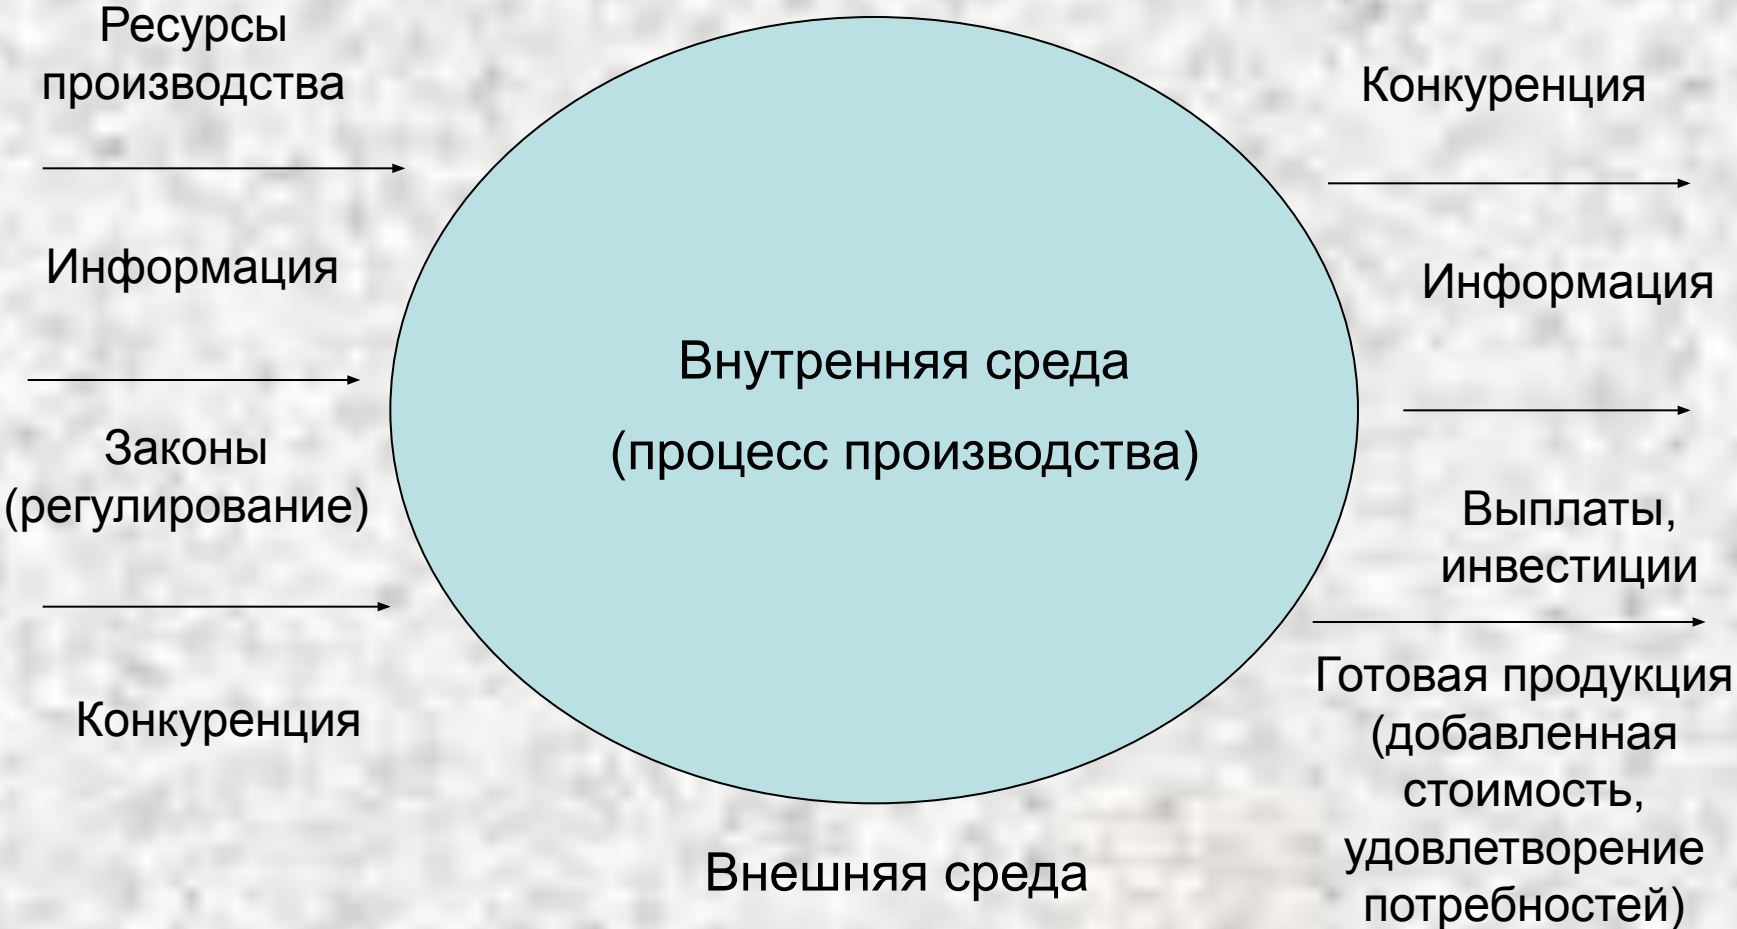 Ресурсы
производства
Информация
Законы
(регулирование)
Конкуренция
Внутренняя среда
(процесс производства)
Внешняя среда
Конкуренция
Информация
Выплаты,
инвестиции
Готовая продукция
(добавленная
стоимость,
удовлетворение
потребностей)